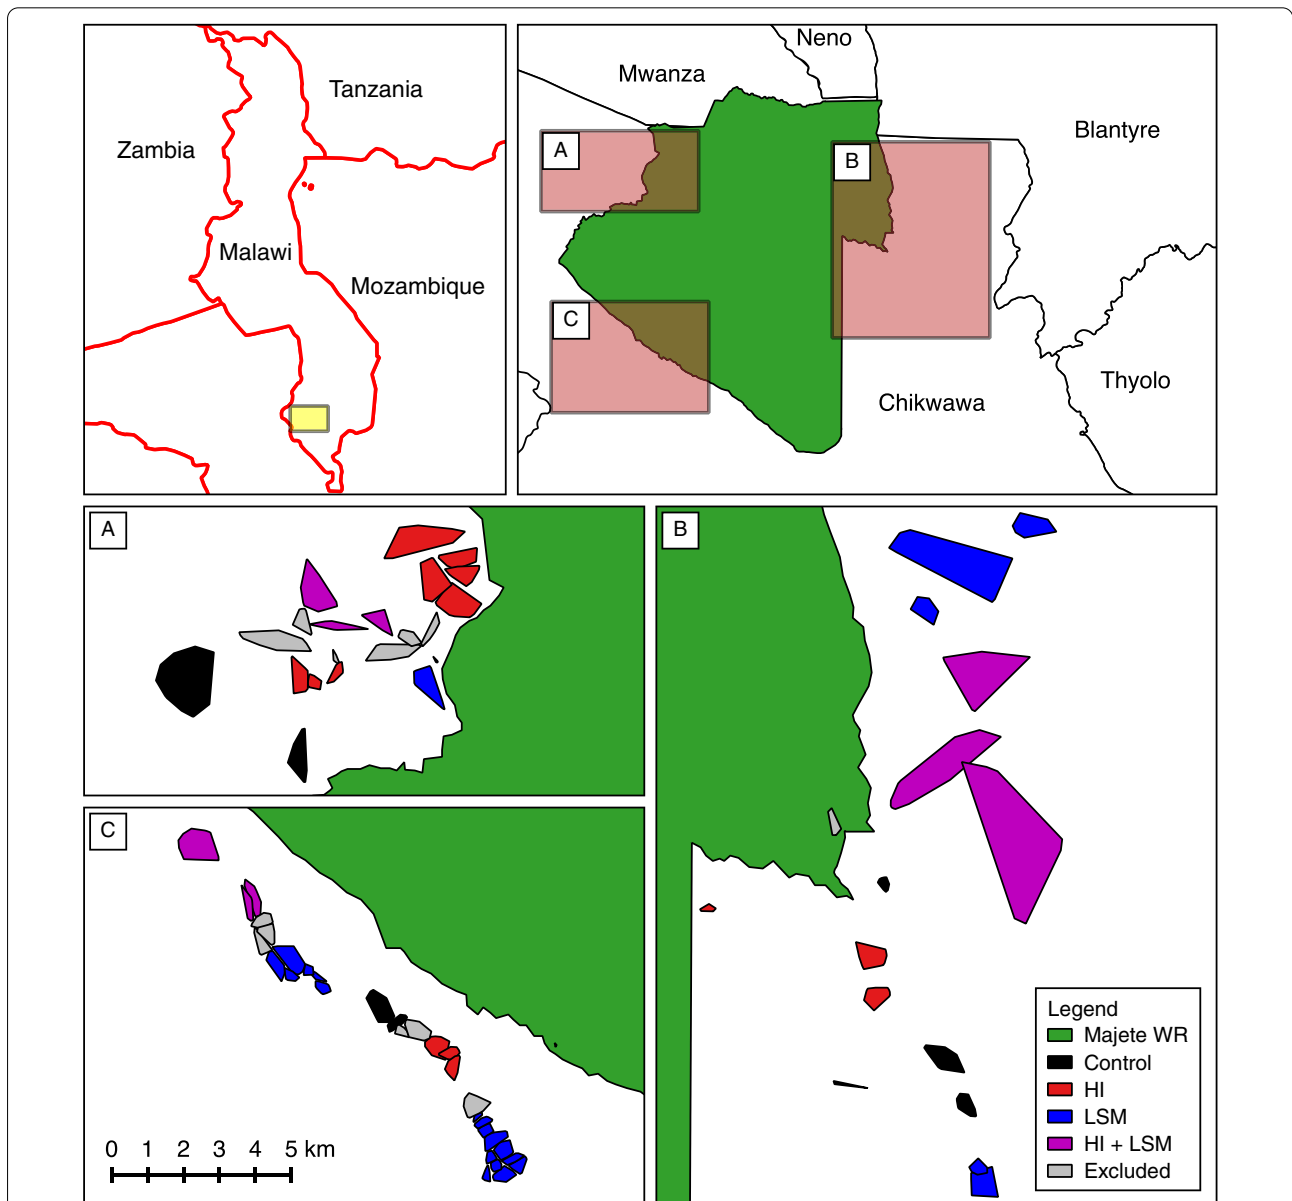 Tanzania
Zambia
Malawi
Mozambique
Neno
Mwanza
Blantyre
A
B
C
Thyolo
Chikwawa
A
B
C
0 1 2 3 4 5 km
Legend
Majete WR
Control
HI
LSM
HI + LSM
Excluded